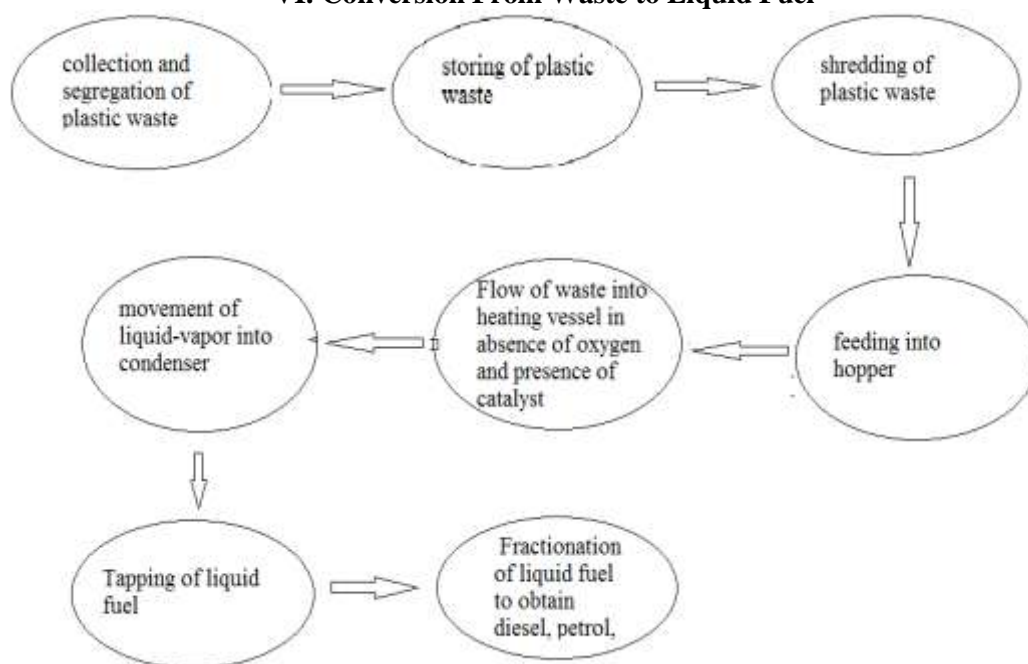 VI. Conversion From Waste to Liquid Fuel
collection and
segregation of
plastic waste
storing of plastic
waste
shredding of
plastic waste
feeding into
hopper
Flow of waste into
heating vessel in
absence of oxygen
and presence of
catalyst
movement of
liquid-vapor into
condenser
Tapping of liquid
fuel
Fractionation
of liquid fuel
to obtain
diesel, petrol,